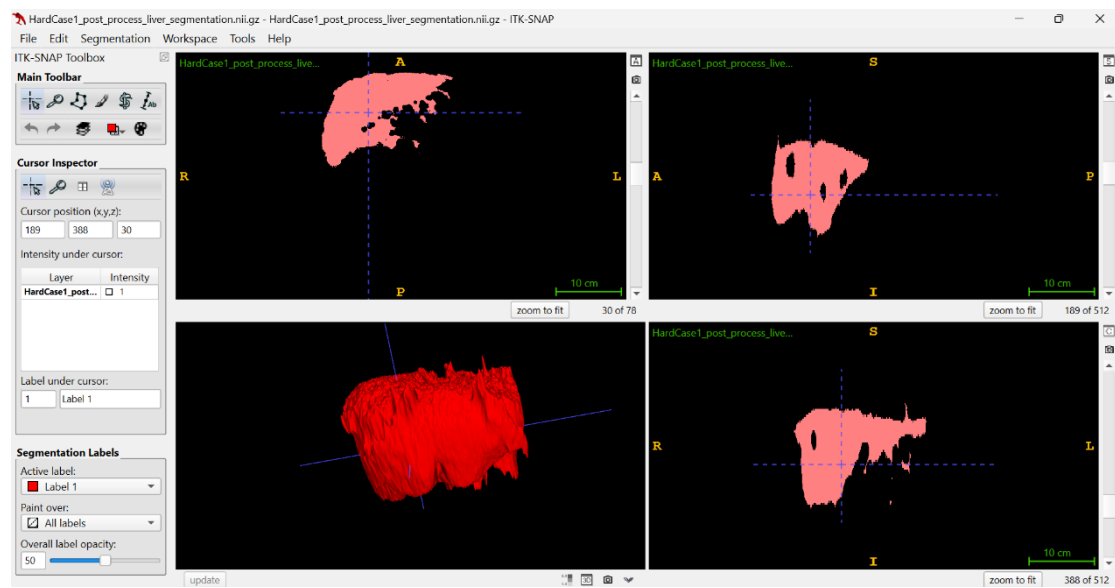 HardCase1_post_process_liver_segmentation.nii.gz - HardCase1_post_process_liver_segmentation.nii.gz - ITK-SNAP
File Edit Segmentation Workspace Tools Help
ITK-SNAP Toolbox
Main Toolbar
Cursor Inspector
Cursor position (x,y,z):
189 388 30
Intensity under cursor:
Layer Intensity
HardCase1_post... 1
Label under cursor:
1 Label 1
Segmentation Labels
Active label:
Label 1
Paint over:
All labels
Overall label opacity:
50
HardCase1_post_process_live...
A
R
L
P
10 cm
A
zoom to fit 30 of 78
S
A
P
I
10 cm
S
zoom to fit 189 of 512
update
3D
HardCase1_post_process_live...
S
R
L
I
10 cm
C
zoom to fit 388 of 512